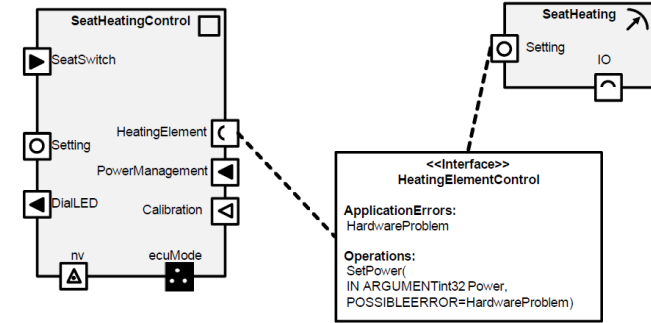 SeatHeatingControl
SeatSwitch
HeatingElement
Setting
PowerManagement
DialLED
Calibration
nv
ecuMode
SeatHeating
Setting
IO
<<Interface>>
HeatingElementControl
ApplicationErrors:
HardwareProblem
Operations:
SetPower(
IN ARGUMENTint32 Power,
POSSIBLEERROR=HardwareProblem)